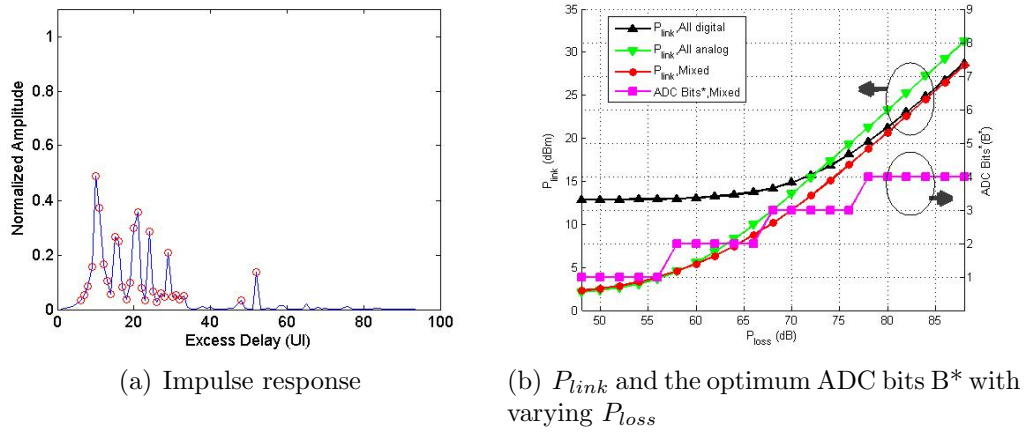 1
0.8
0.6
0.4
0.2
0
Normalized Amplitude
0 20 40 60 80 100
Excess Delay (UI)
(a) Impulse response
35
30
25
20
15
10
5
0
P_link (dBm)
P_link,All digital
P_link,All analog
P_link,Mixed
ADC Bits*,Mixed
9
8
7
6
5
4
3
2
1
ADC Bits*(B*)
50 55 60 65 70 75 80 85
P_loss (dB)
(b) P_link and the optimum ADC bits B* with
varying P_loss